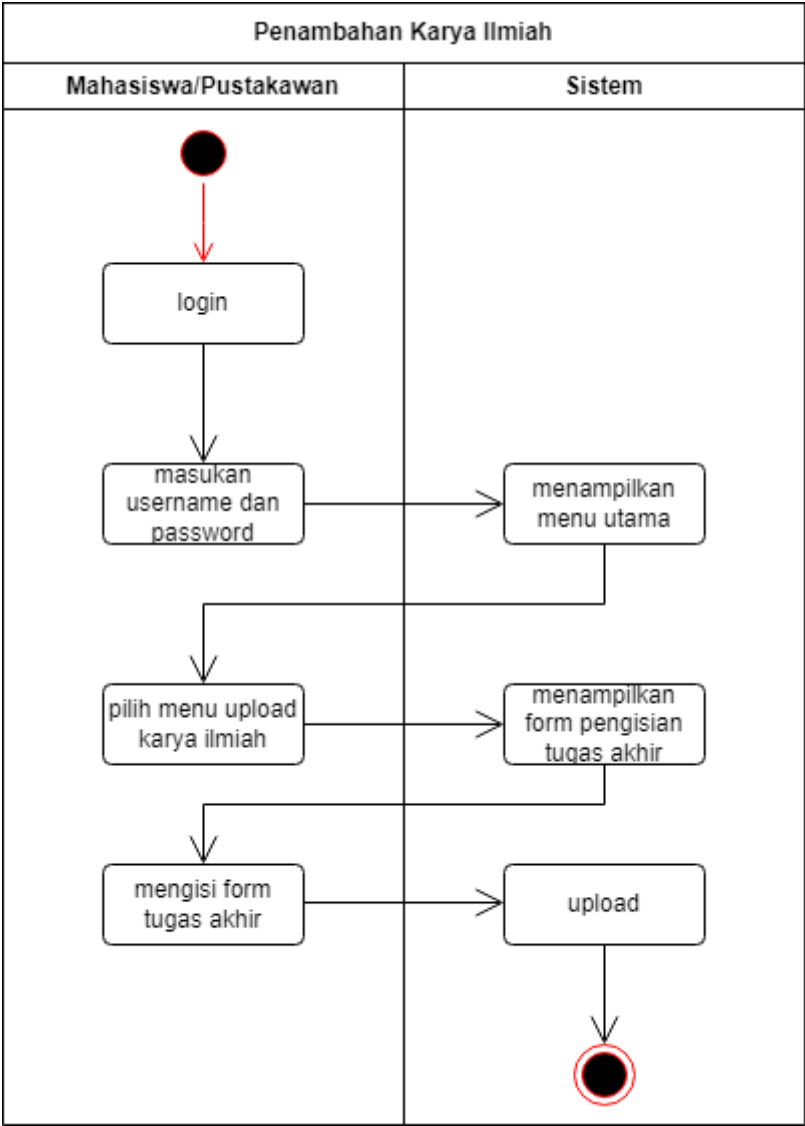 Penambahan Karya Ilmiah
Mahasiswa/Pustakawan
Sistem
login
masukan
username dan
password
menampilkan
menu utama
pilih menu upload
karya ilmiah
menampilkan
form pengisian
tugas akhir
mengisi form
tugas akhir
upload